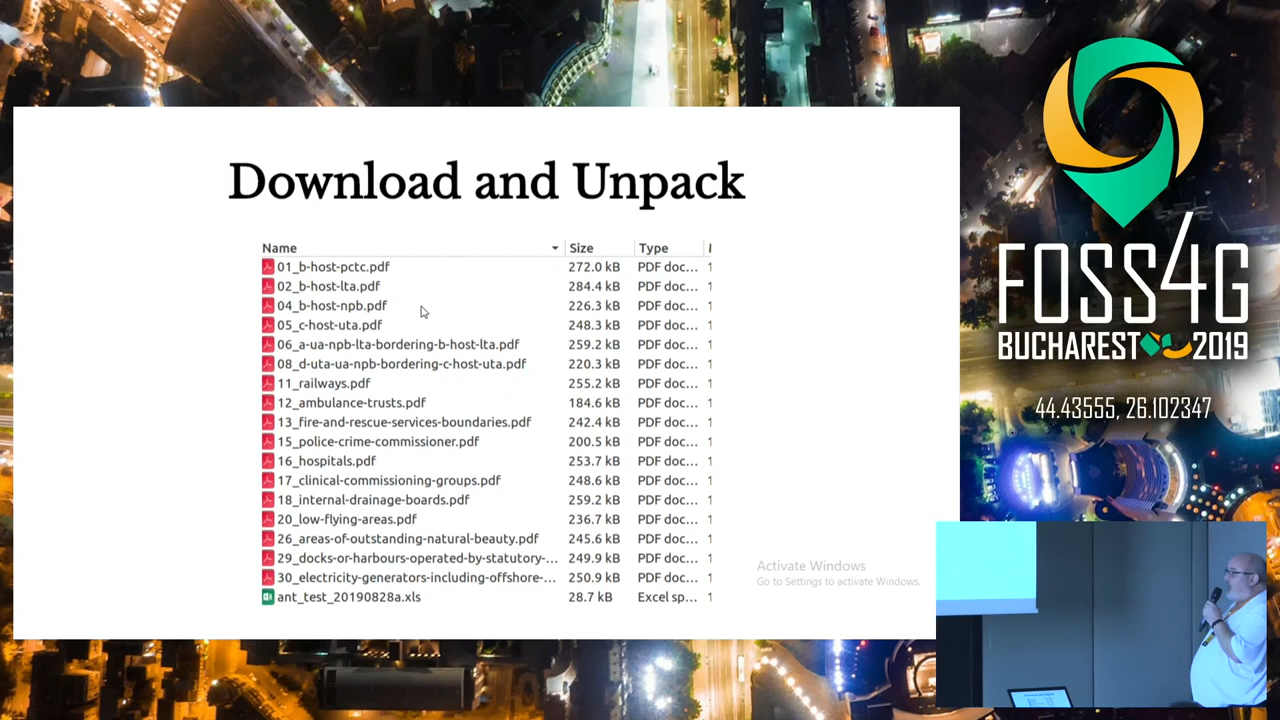 Download and Unpack
Name Size Type
01_b-host-pctc.pdf 272.0 kB PDF doc...
02_b-host-lta.pdf 284.4 kB PDF doc...
04_b-host-npb.pdf 226.3 kB PDF doc...
05_c-host-uta.pdf 248.3 kB PDF doc...
06_a-ua-npb-lta-bordering-b-host-lta.pdf 259.2 kB PDF doc...
08_d-uta-ua-npb-bordering-c-host-uta.pdf 220.3 kB PDF doc...
11_railways.pdf 255.2 kB PDF doc...
12_ambulance-trusts.pdf 184.6 kB PDF doc...
13_fire-and-rescue-services-boundaries.pdf 242.4 kB PDF doc...
15_police-crime-commissioner.pdf 200.5 kB PDF doc...
16_hospitals.pdf 253.7 kB PDF doc...
17_clinical-commissioning-groups.pdf 248.6 kB PDF doc...
18_internal-drainage-boards.pdf 259.2 kB PDF doc...
20_low-flying-areas.pdf 236.7 kB PDF doc...
26_areas-of-outstanding-natural-beauty.pdf 245.6 kB PDF doc...
29_docks-or-harbours-operated-by-statutory-... 249.9 kB PDF doc...
30_electricity-generators-including-offshore-... 250.9 kB PDF doc...
ant_test_20190828a.xls 28.7 kB Excel sp...
Activate Windows
Go to Settings to activate Windows.
FOSS4G
BUCHAREST 2019
44.43555, 26.102347